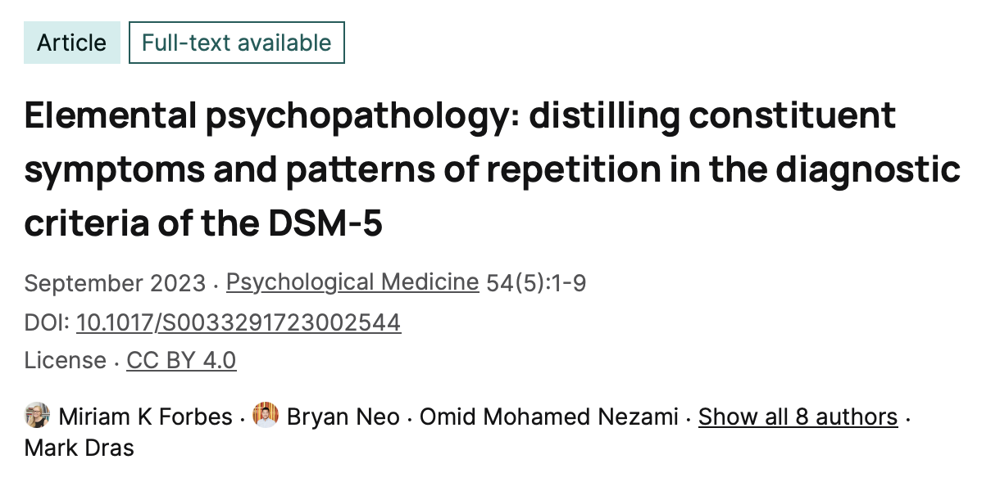 Article Full-text available
Elemental psychopathology: distilling constituent
symptoms and patterns of repetition in the diagnostic
criteria of the DSM-5
September 2023 · Psychological Medicine 54(5):1-9
DOI: 10.1017/S0033291723002544
License · CC BY 4.0
Miriam K Forbes · Bryan Neo · Omid Mohamed Nezami · Show all 8 authors ·
Mark Dras